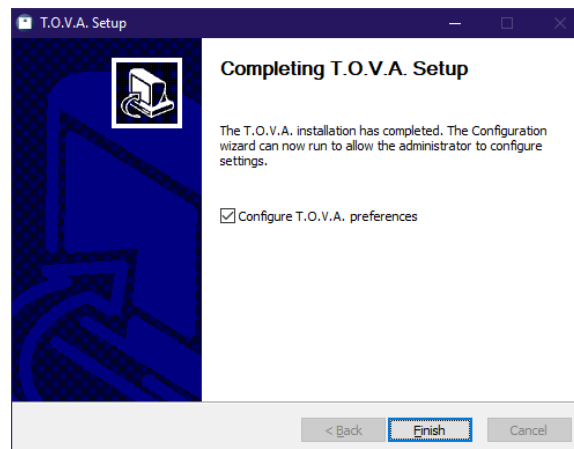 T.O.V.A. Setup
Completing T.O.V.A. Setup
The T.O.V.A. installation has completed. The Configuration
wizard can now run to allow the administrator to configure
settings.
Configure T.O.V.A. preferences
< Back
Finish
Cancel